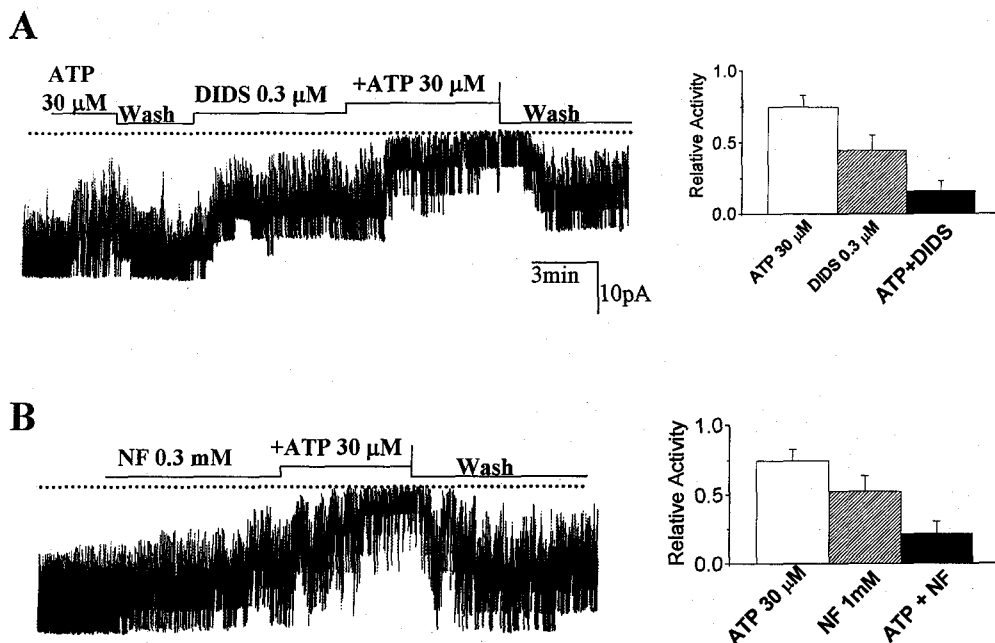 A
ATP
30 μM
Wash
DIDS 0.3 μM
+ATP 30 μM
Wash
3min
10pA
Relative Activity
1.0
0.5
0.0
ATP 30 μM
DIDS 0.3 μM
ATP+DIDS
B
NF 0.3 mM
+ATP 30 μM
Wash
Relative Activity
1.0
0.5
0.0
ATP 30 μM
NF 1mM
ATP + NF